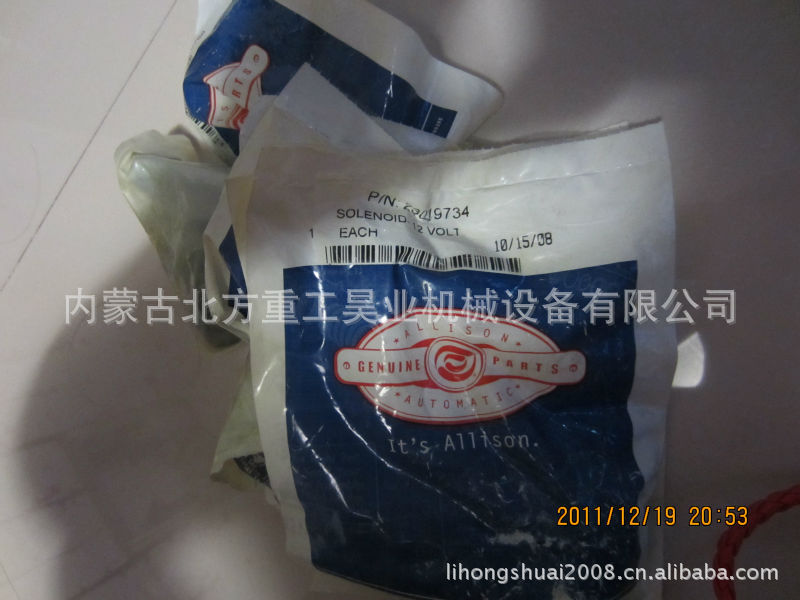 SOLENOID, 12 VOLT
1 EACH
10/15/08
内蒙古北方重工昊业机械设备有限公司
ALLISON
GENUINE PARTS
AUTOMATIC
It's Allison.
2011/12/19 20:53
lihongshuai2008.cn.alibaba.com